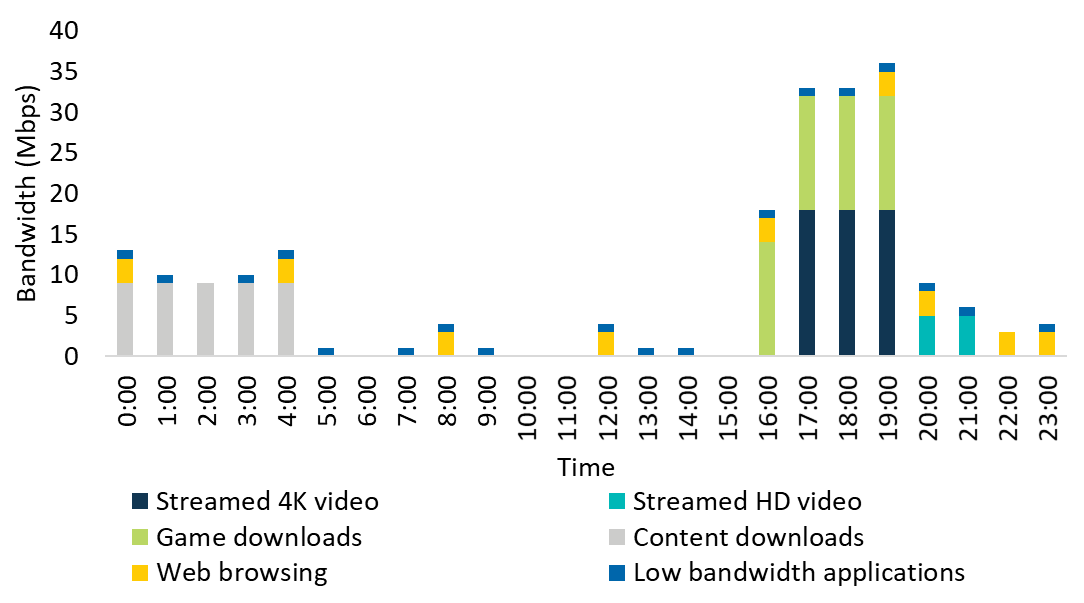 Bandwidth (Mbps)
40
35
30
25
20
15
10
5
0
0:00 1:00 2:00 3:00 4:00 5:00 6:00 7:00 8:00 9:00 10:00 11:00 12:00 13:00 14:00 15:00 16:00 17:00 18:00 19:00 20:00 21:00 22:00 23:00
Time
Streamed 4K video Streamed HD video
Game downloads Content downloads
Web browsing Low bandwidth applications